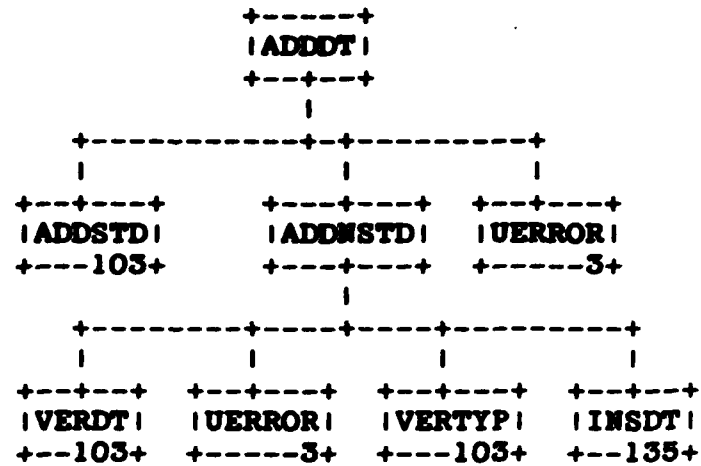 ADDDT
ADDSTD ADDNSTD UERROR
103 3
VERDT UERROR VERTYP INSDT
103 3 103 135